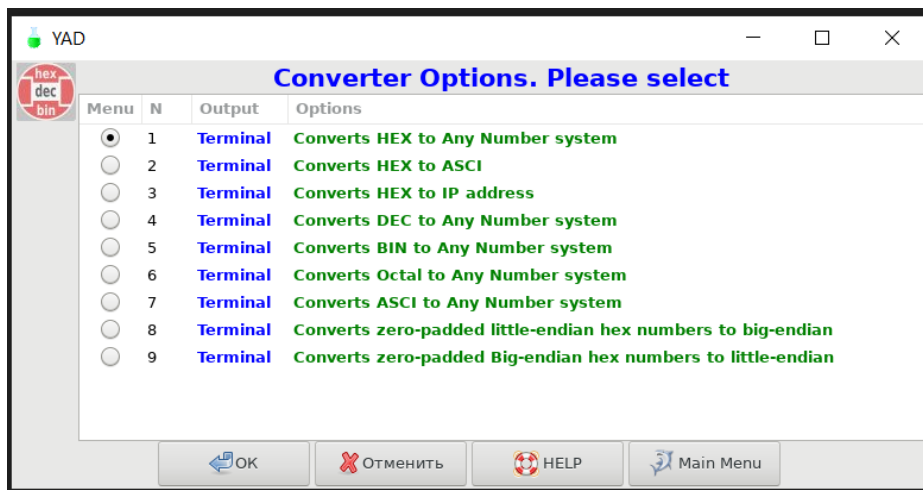 YAD
hex
dec
bin
Converter Options. Please select
Menu N Output Options
1 Terminal Converts HEX to Any Number system
2 Terminal Converts HEX to ASCI
3 Terminal Converts HEX to IP address
4 Terminal Converts DEC to Any Number system
5 Terminal Converts BIN to Any Number system
6 Terminal Converts Octal to Any Number system
7 Terminal Converts ASCI to Any Number system
8 Terminal Converts zero-padded little-endian hex numbers to big-endian
9 Terminal Converts zero-padded Big-endian hex numbers to little-endian
OK Отменить HELP Main Menu